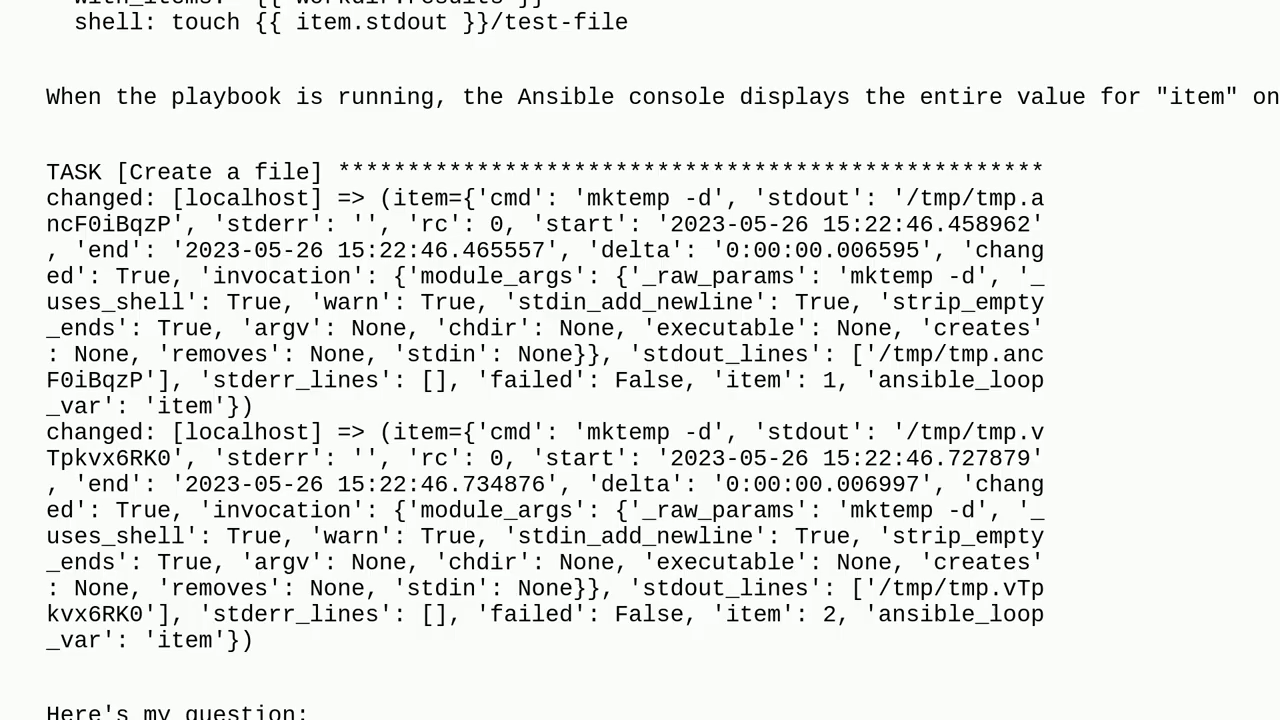 with_items: "{{ workdir.results }}"
shell: touch {{ item.stdout }}/test-file
When the playbook is running, the Ansible console displays the entire value for "item" on
TASK [Create a file] ***************************************************
changed: [localhost] => (item={'cmd': 'mktemp -d', 'stdout': '/tmp/tmp.a
ncF0iBqzP', 'stderr': '', 'rc': 0, 'start': '2023-05-26 15:22:46.458962'
, 'end': '2023-05-26 15:22:46.465557', 'delta': '0:00:00.006595', 'chang
ed': True, 'invocation': {'module_args': {'_raw_params': 'mktemp -d', '_
uses_shell': True, 'warn': True, 'stdin_add_newline': True, 'strip_empty
_ends': True, 'argv': None, 'chdir': None, 'executable': None, 'creates'
: None, 'removes': None, 'stdin': None}}, 'stdout_lines': ['/tmp/tmp.anc
F0iBqzP'], 'stderr_lines': [], 'failed': False, 'item': 1, 'ansible_loop
_var': 'item'})
changed: [localhost] => (item={'cmd': 'mktemp -d', 'stdout': '/tmp/tmp.v
Tpkvx6RK0', 'stderr': '', 'rc': 0, 'start': '2023-05-26 15:22:46.727879'
, 'end': '2023-05-26 15:22:46.734876', 'delta': '0:00:00.006997', 'chang
ed': True, 'invocation': {'module_args': {'_raw_params': 'mktemp -d', '_
uses_shell': True, 'warn': True, 'stdin_add_newline': True, 'strip_empty
_ends': True, 'argv': None, 'chdir': None, 'executable': None, 'creates'
: None, 'removes': None, 'stdin': None}}, 'stdout_lines': ['/tmp/tmp.vTp
kvx6RK0'], 'stderr_lines': [], 'failed': False, 'item': 2, 'ansible_loop
_var': 'item'})
Here's my question: